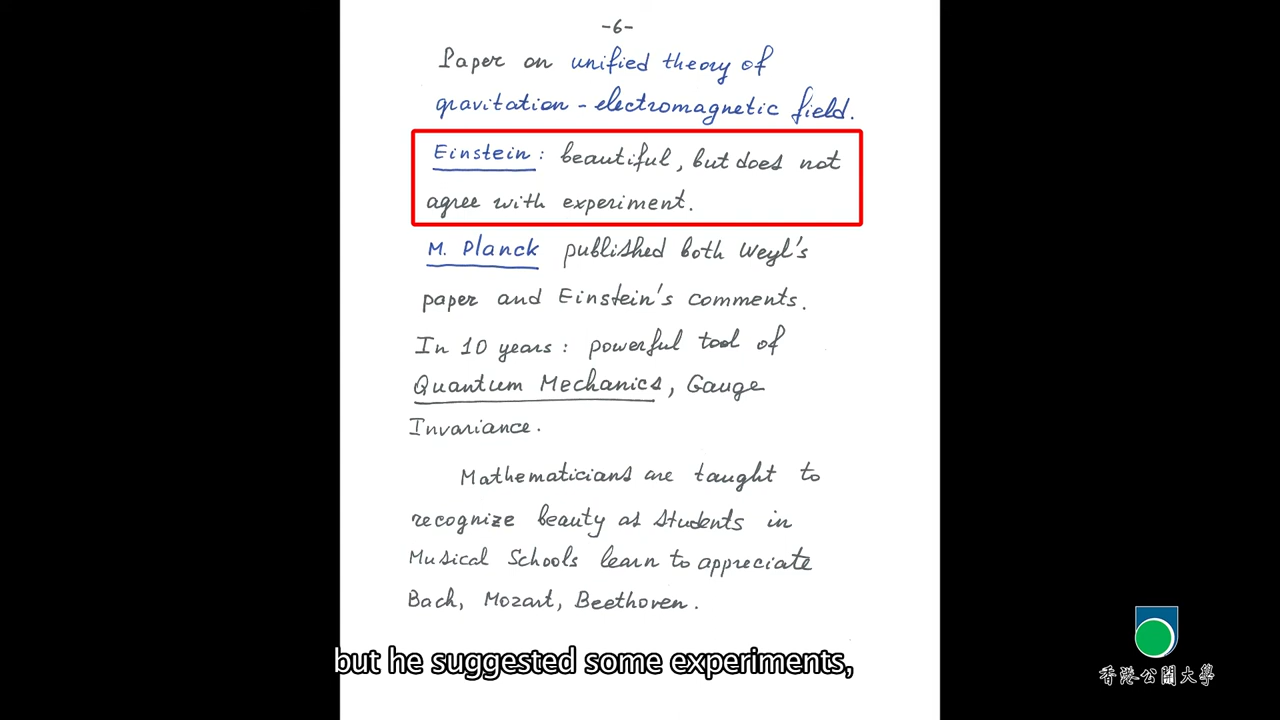 -6-
Paper on unified theory of
gravitation - electromagnetic field.
Einstein: beautiful, but does not
agree with experiment.
M. Planck published both Weyl's
paper and Einstein's comments.
In 10 years: powerful tool of
Quantum Mechanics, Gauge
Invariance.
Mathematicians are taught to
recognize beauty as students in
Musical Schools learn to appreciate
Bach, Mozart, Beethoven.
but he suggested some experiments,
香港公開大學